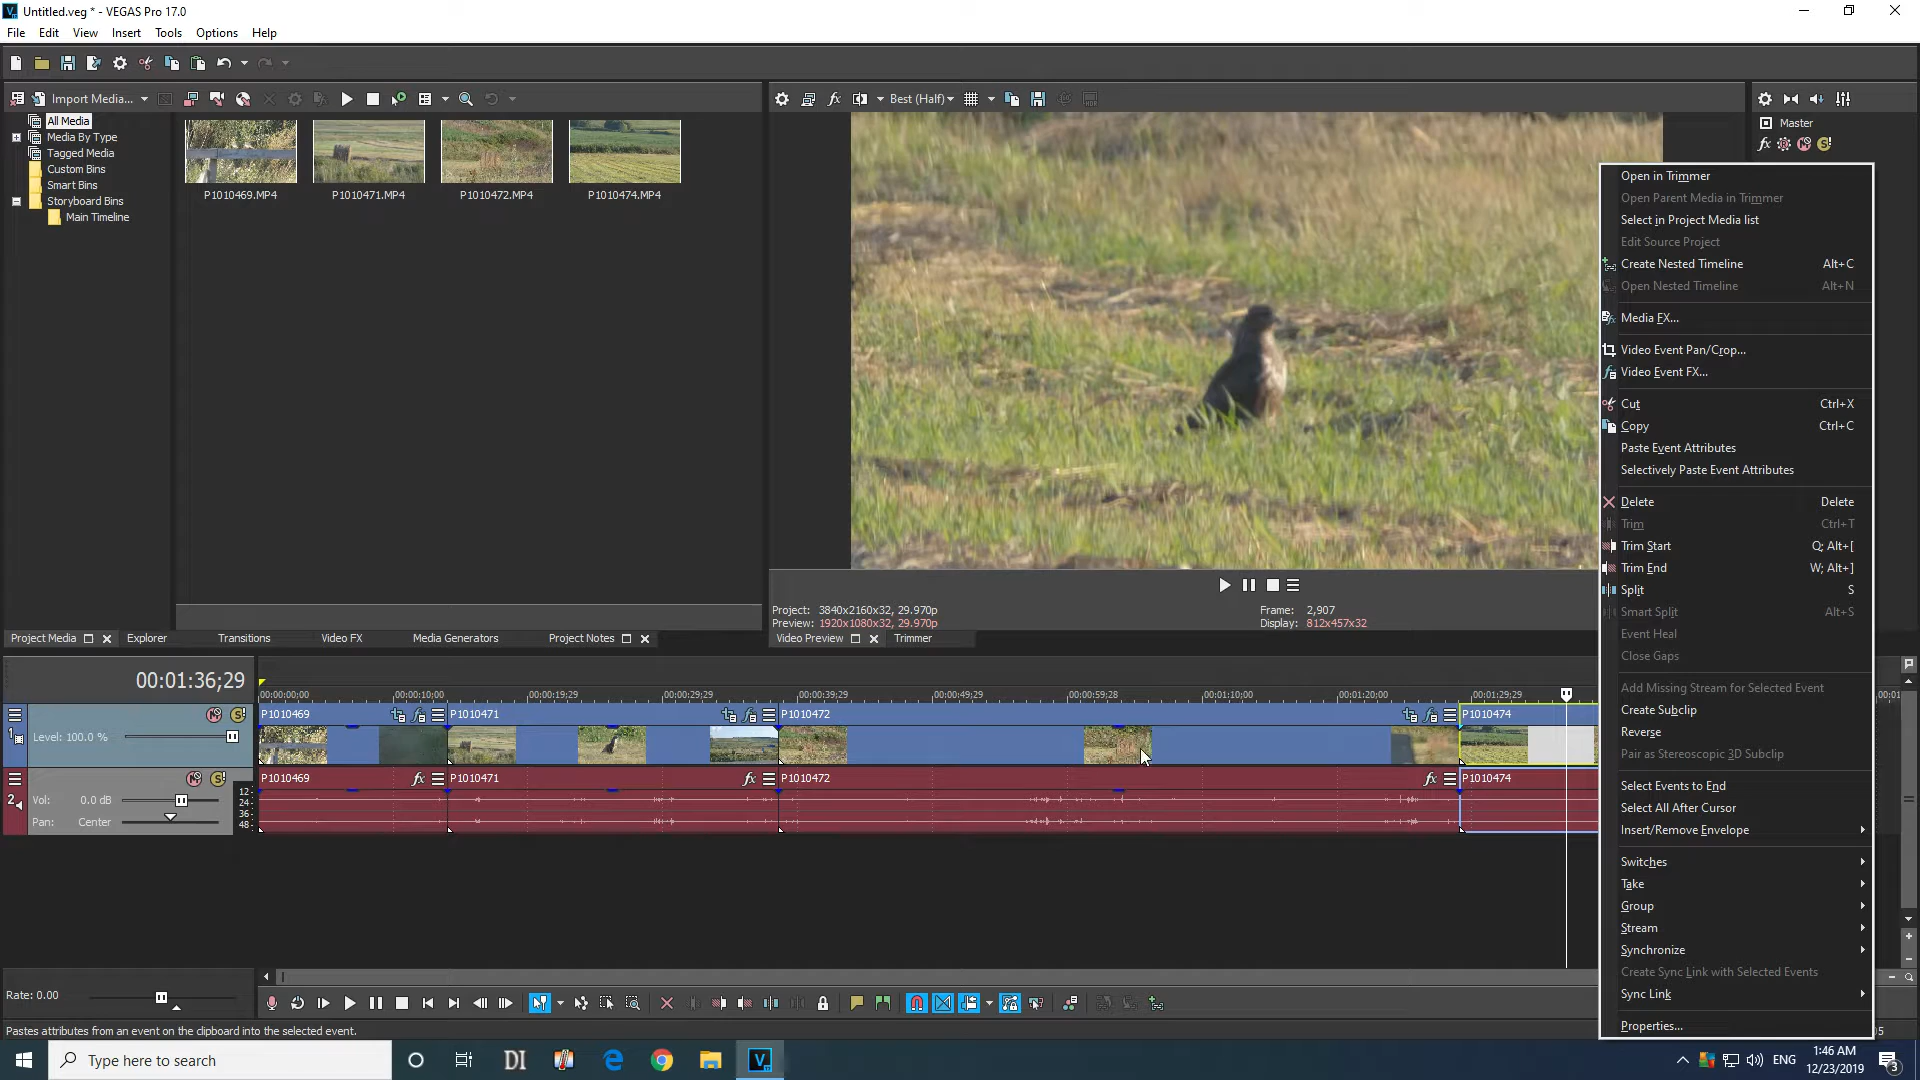 Untitled.veg * - VEGAS Pro 17.0
File Edit View Insert Tools Options Help
Import Media...
All Media
Media By Type
Tagged Media
Custom Bins
Smart Bins
Storyboard Bins
Main Timeline
P1010469.MP4 P1010471.MP4 P1010472.MP4 P1010474.MP4
Best (Half)
Master
Project: 3840x2160x32, 29.970p
Preview: 1920x1080x32, 29.970p
Frame: 2,907
Display: 812x457x32
Project Media Explorer Transitions Video FX Media Generators Project Notes
Video Preview Trimmer
Open in Trimmer
Open Parent Media in Trimmer
Select in Project Media list
Edit Source Project
Create Nested Timeline Alt+C
Open Nested Timeline Alt+N
Media FX...
Video Event Pan/Crop...
Video Event FX...
Cut Ctrl+X
Copy Ctrl+C
Paste Event Attributes
Selectively Paste Event Attributes
Delete Delete
Trim Ctrl+T
Trim Start Q; Alt+[
Trim End W; Alt+]
Split S
Smart Split Alt+S
Event Heal
Close Gaps
Add Missing Stream for Selected Event
Create Subclip
Reverse
Pair as Stereoscopic 3D Subclip
Select Events to End
Select All After Cursor
Insert/Remove Envelope
Switches
Take
Group
Stream
Synchronize
Create Sync Link with Selected Events
Sync Link
Properties...
00:01:36;29
00:00:00;00 00:00:10;00 00:00:19;29 00:00:29;29 00:00:39;29 00:00:49;29 00:00:59;28 00:01:10;00 00:01:20;00 00:01:29;29
1
Level: 100.0 %
P1010469 P1010471 P1010472 P1010474
2
Vol: 0.0 dB
Pan: Center
12
24
36
48
P1010469 P1010471 P1010472 P1010474
Rate: 0.00
Pastes attributes from an event on the clipboard into the selected event.
Type here to search
DI
ENG
1:46 AM
12/23/2019
3